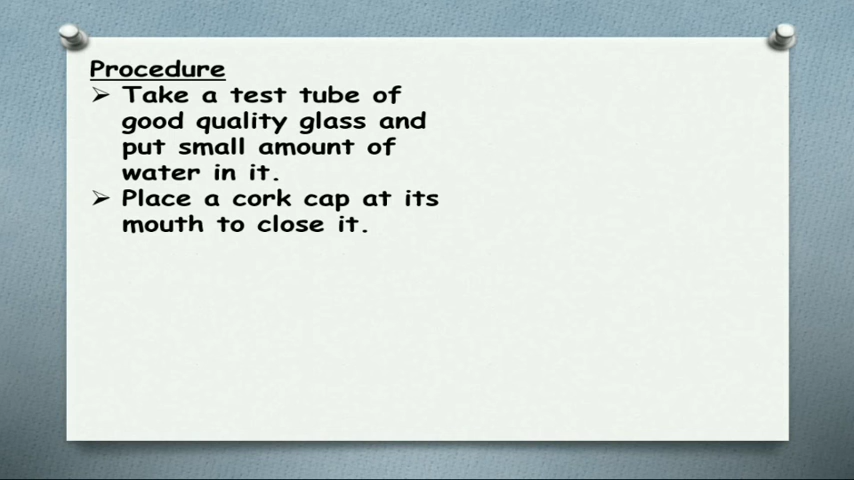 Procedure
➢ Take a test tube of
good quality glass and
put small amount of
water in it.
➢ Place a cork cap at its
mouth to close it.